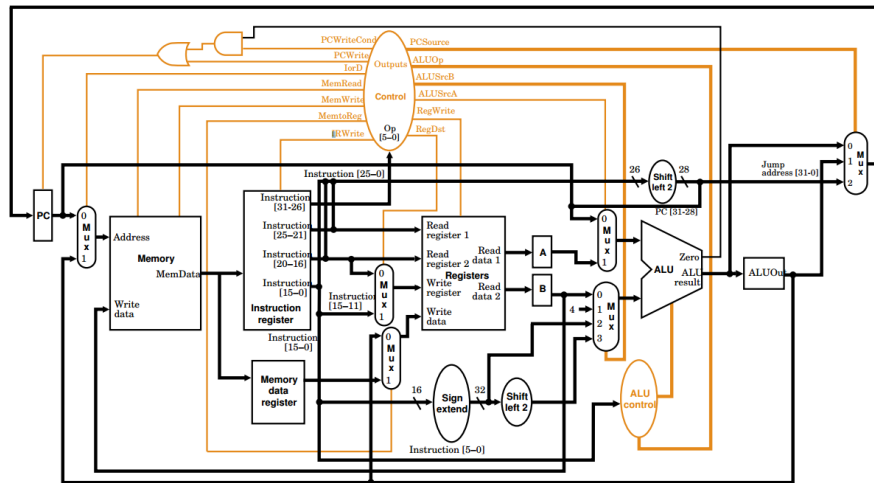 PCWriteCond
PCWrite
IorD
MemRead
MemWrite
MemtoReg
IRWrite
Outputs
Control
Op
[5–0]
PCSource
ALUOp
ALUSrcB
ALUSrcA
RegWrite
RegDst
PC
0
M
u
x
1
Address
Memory
MemData
Write
data
Instruction [25–0]
Instruction
[31-26]
Instruction
[25–21]
Instruction
[20–16]
Instruction
[15–0]
Instruction
register
Instruction
[15–0]
Memory
data
register
Instruction
[15–11]
0
M
u
x
1
0
M
u
x
1
Read
register 1
Read
register 2
Registers
Write
register
Write
data
Read
data 1
Read
data 2
A
B
4
0
M
u
x
1
0
1
M
u
x
2
3
16
Sign
extend
32
Shift
left 2
Instruction [5–0]
26
Shift
left 2
28
Jump
address [31-0]
PC [31-28]
Zero
ALU
ALU
result
ALUOut
ALU
control
0
1
M
u
x
2